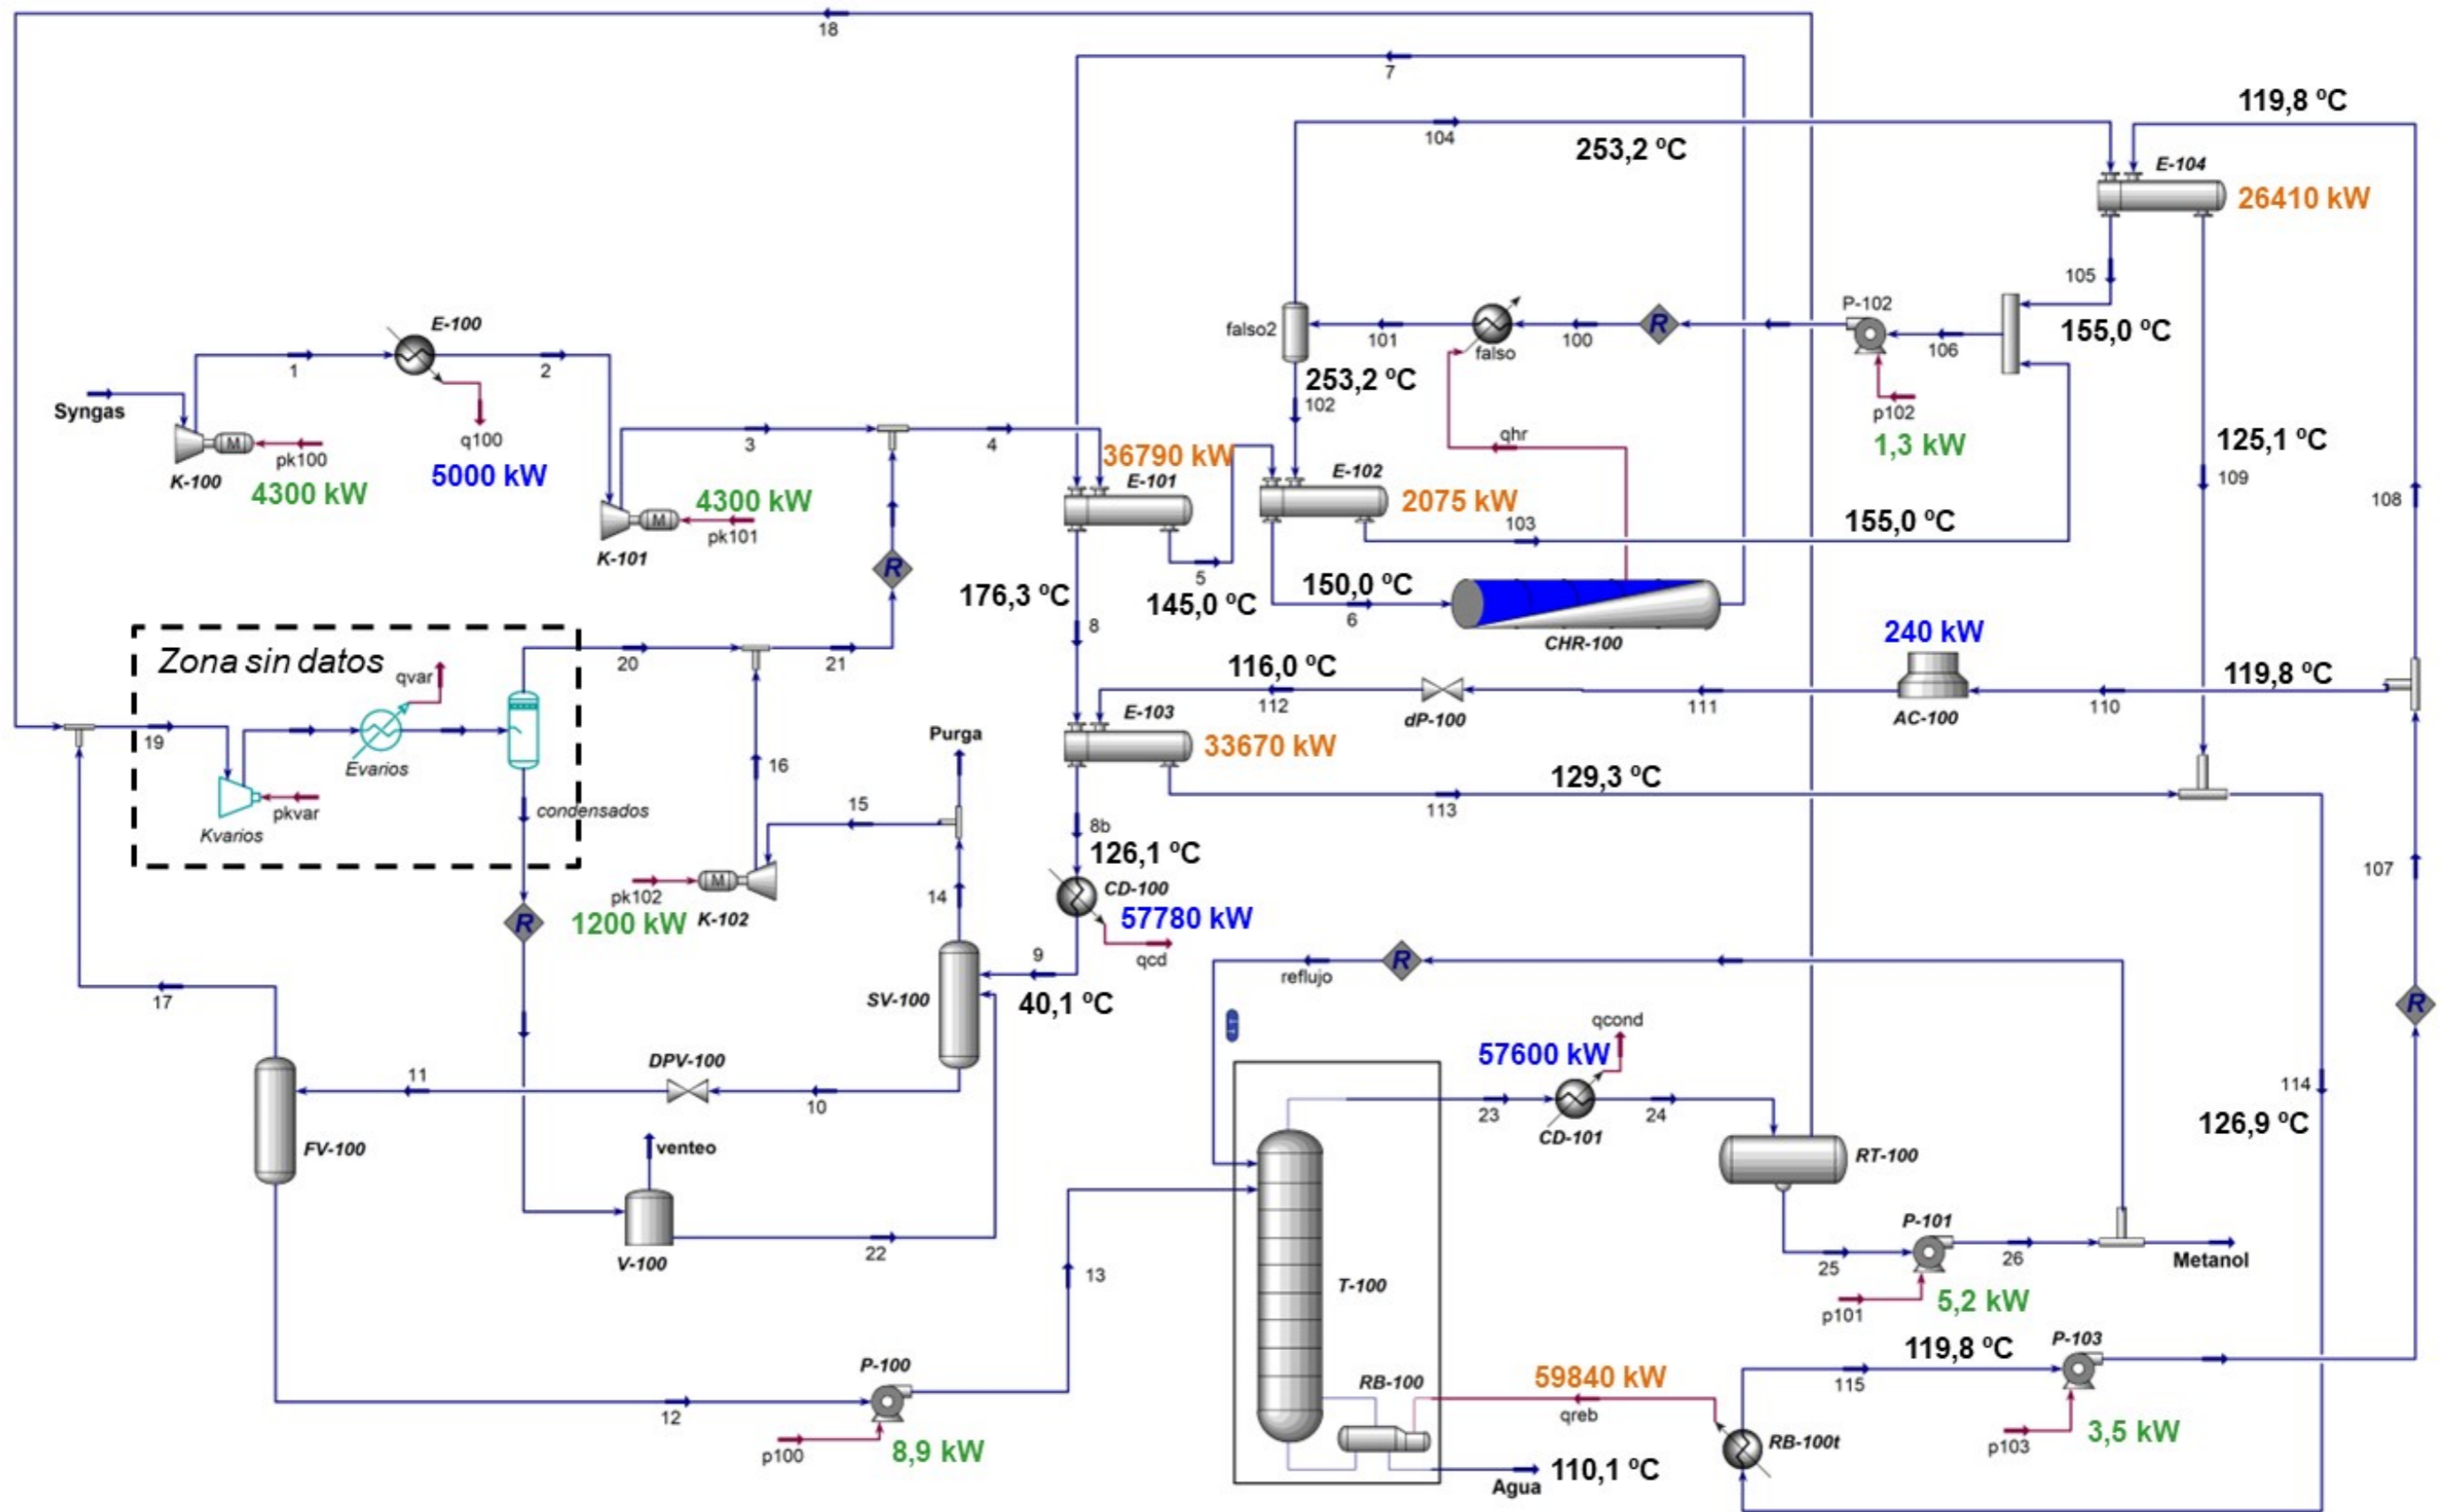 18
7
119,8 ºC
104
253,2 ºC
E-104
26410 kW
105
155,0 ºC
P-102
106
p102
1,3 kW
R
100
falso
101
falso2
253,2 ºC
102
E-100
1
2
q100
5000 kW
Syngas
M
pk100
K-100
4300 kW
3
4
4300 kW
M
pk101
K-101
R
36790 kW
E-101
E-102
2075 kW
qhr
103
155,0 ºC
125,1 ºC
109
108
176,3 ºC
5
145,0 ºC
150,0 ºC
6
CHR-100
8
Zona sin datos
qvar
19
Evarios
pkvar
Kvarios
condensados
20
21
116,0 ºC
112
dP-100
111
240 kW
AC-100
119,8 ºC
110
E-103
33670 kW
129,3 ºC
113
Purga
16
15
8b
126,1 ºC
CD-100
57780 kW
qcd
pk102
M
1200 kW
K-102
R
14
9
40,1 ºC
SV-100
107
R
17
reflujo
R
DPV-100
11
10
FV-100
venteo
V-100
22
qcond
57600 kW
23
24
CD-101
RT-100
114
126,9 ºC
13
T-100
25
P-101
26
Metanol
p101
5,2 kW
P-100
12
p100
8,9 kW
RB-100
59840 kW
qreb
Agua
110,1 ºC
RB-100t
119,8 ºC
115
P-103
p103
3,5 kW